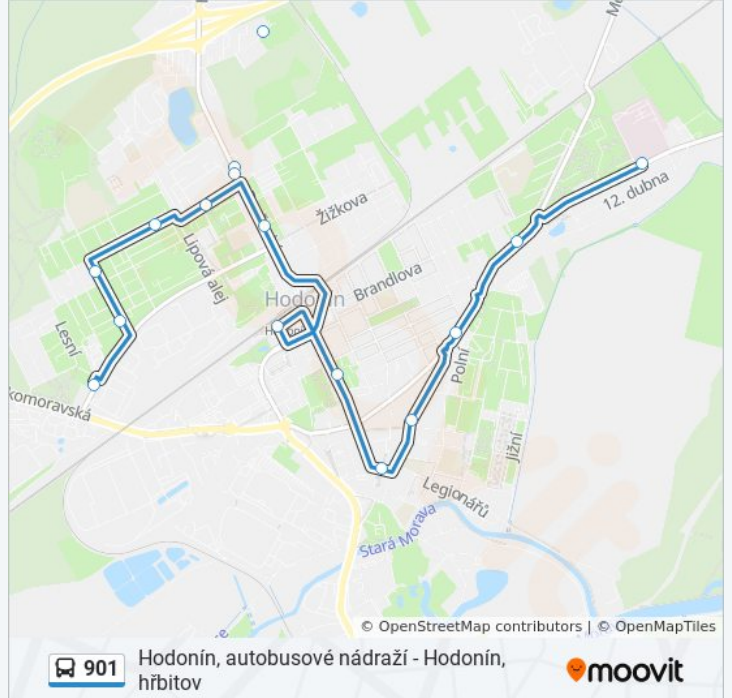 Žižkova
12. dubna
Lipová alej
Brandlova
Hodonín
Lesní
Polní
komoravská
Jižní
Legionářů
Stará Morava
© OpenStreetMap contributors | © OpenMapTiles
901
Hodonín, autobusové nádraží - Hodonín,
hřbitov
moovit